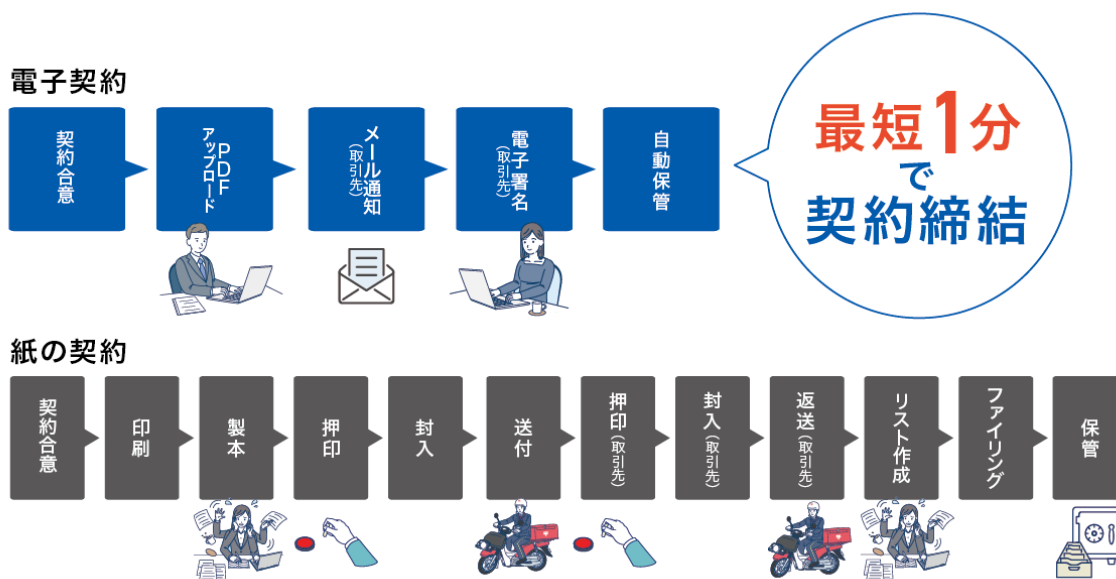 電子契約
契約合意
PDF
アップロード
メール通知
(取引先)
電子署名
(取引先)
自動保管
最短1分
で
契約締結
紙の契約
契約合意
印刷
製本
押印
封入
送付
押印(取引先)
封入(取引先)
返送(取引先)
リスト作成
ファイリング
保管